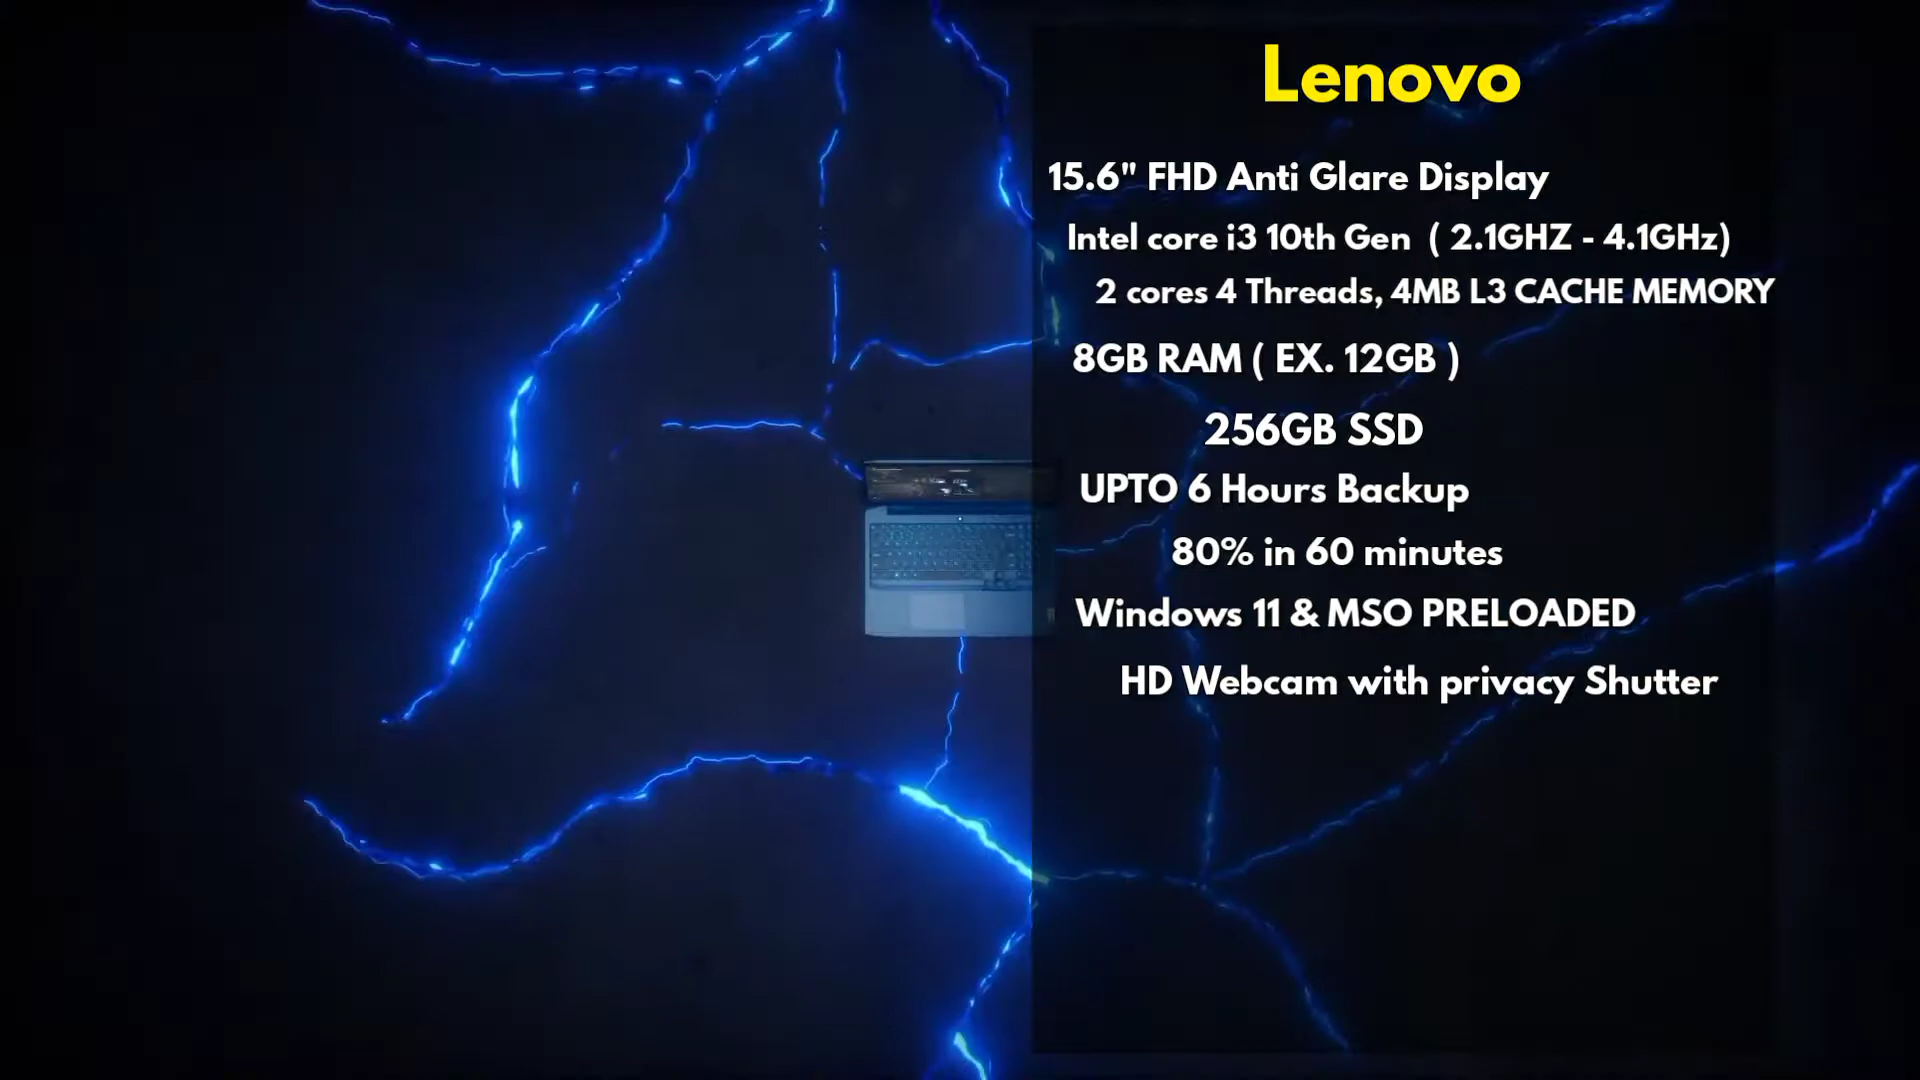 Lenovo
15.6" FHD Anti Glare Display
Intel core i3 10th Gen ( 2.1GHZ - 4.1GHz)
2 cores 4 Threads, 4MB L3 CACHE MEMORY
8GB RAM ( EX. 12GB )
256GB SSD
UPTO 6 Hours Backup
80% in 60 minutes
Windows 11 & MSO PRELOADED
HD Webcam with privacy Shutter